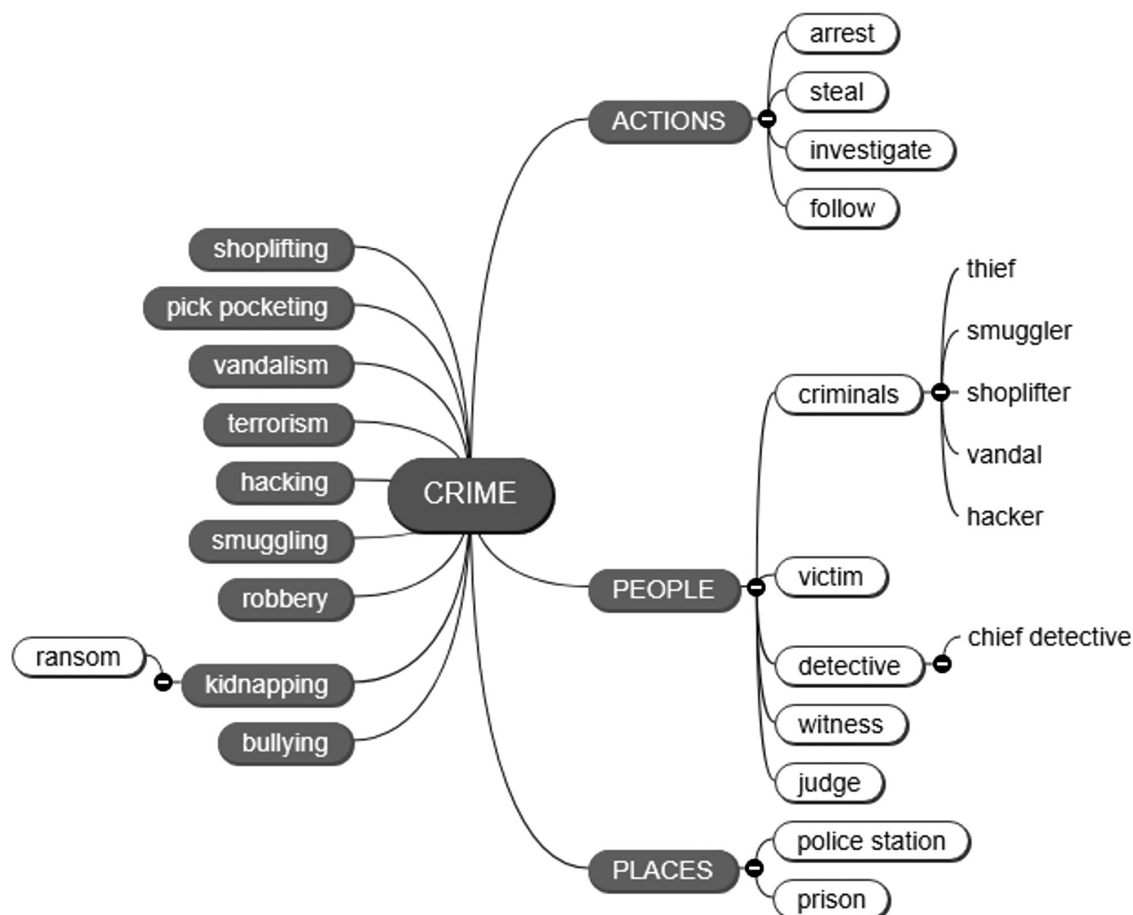 CRIME
ACTIONS
arrest
steal
investigate
follow
PEOPLE
criminals
thief
smuggler
shoplifter
vandal
hacker
victim
detective
chief detective
witness
judge
PLACES
police station
prison
shoplifting
pick pocketing
vandalism
terrorism
hacking
smuggling
robbery
kidnapping
ransom
bullying